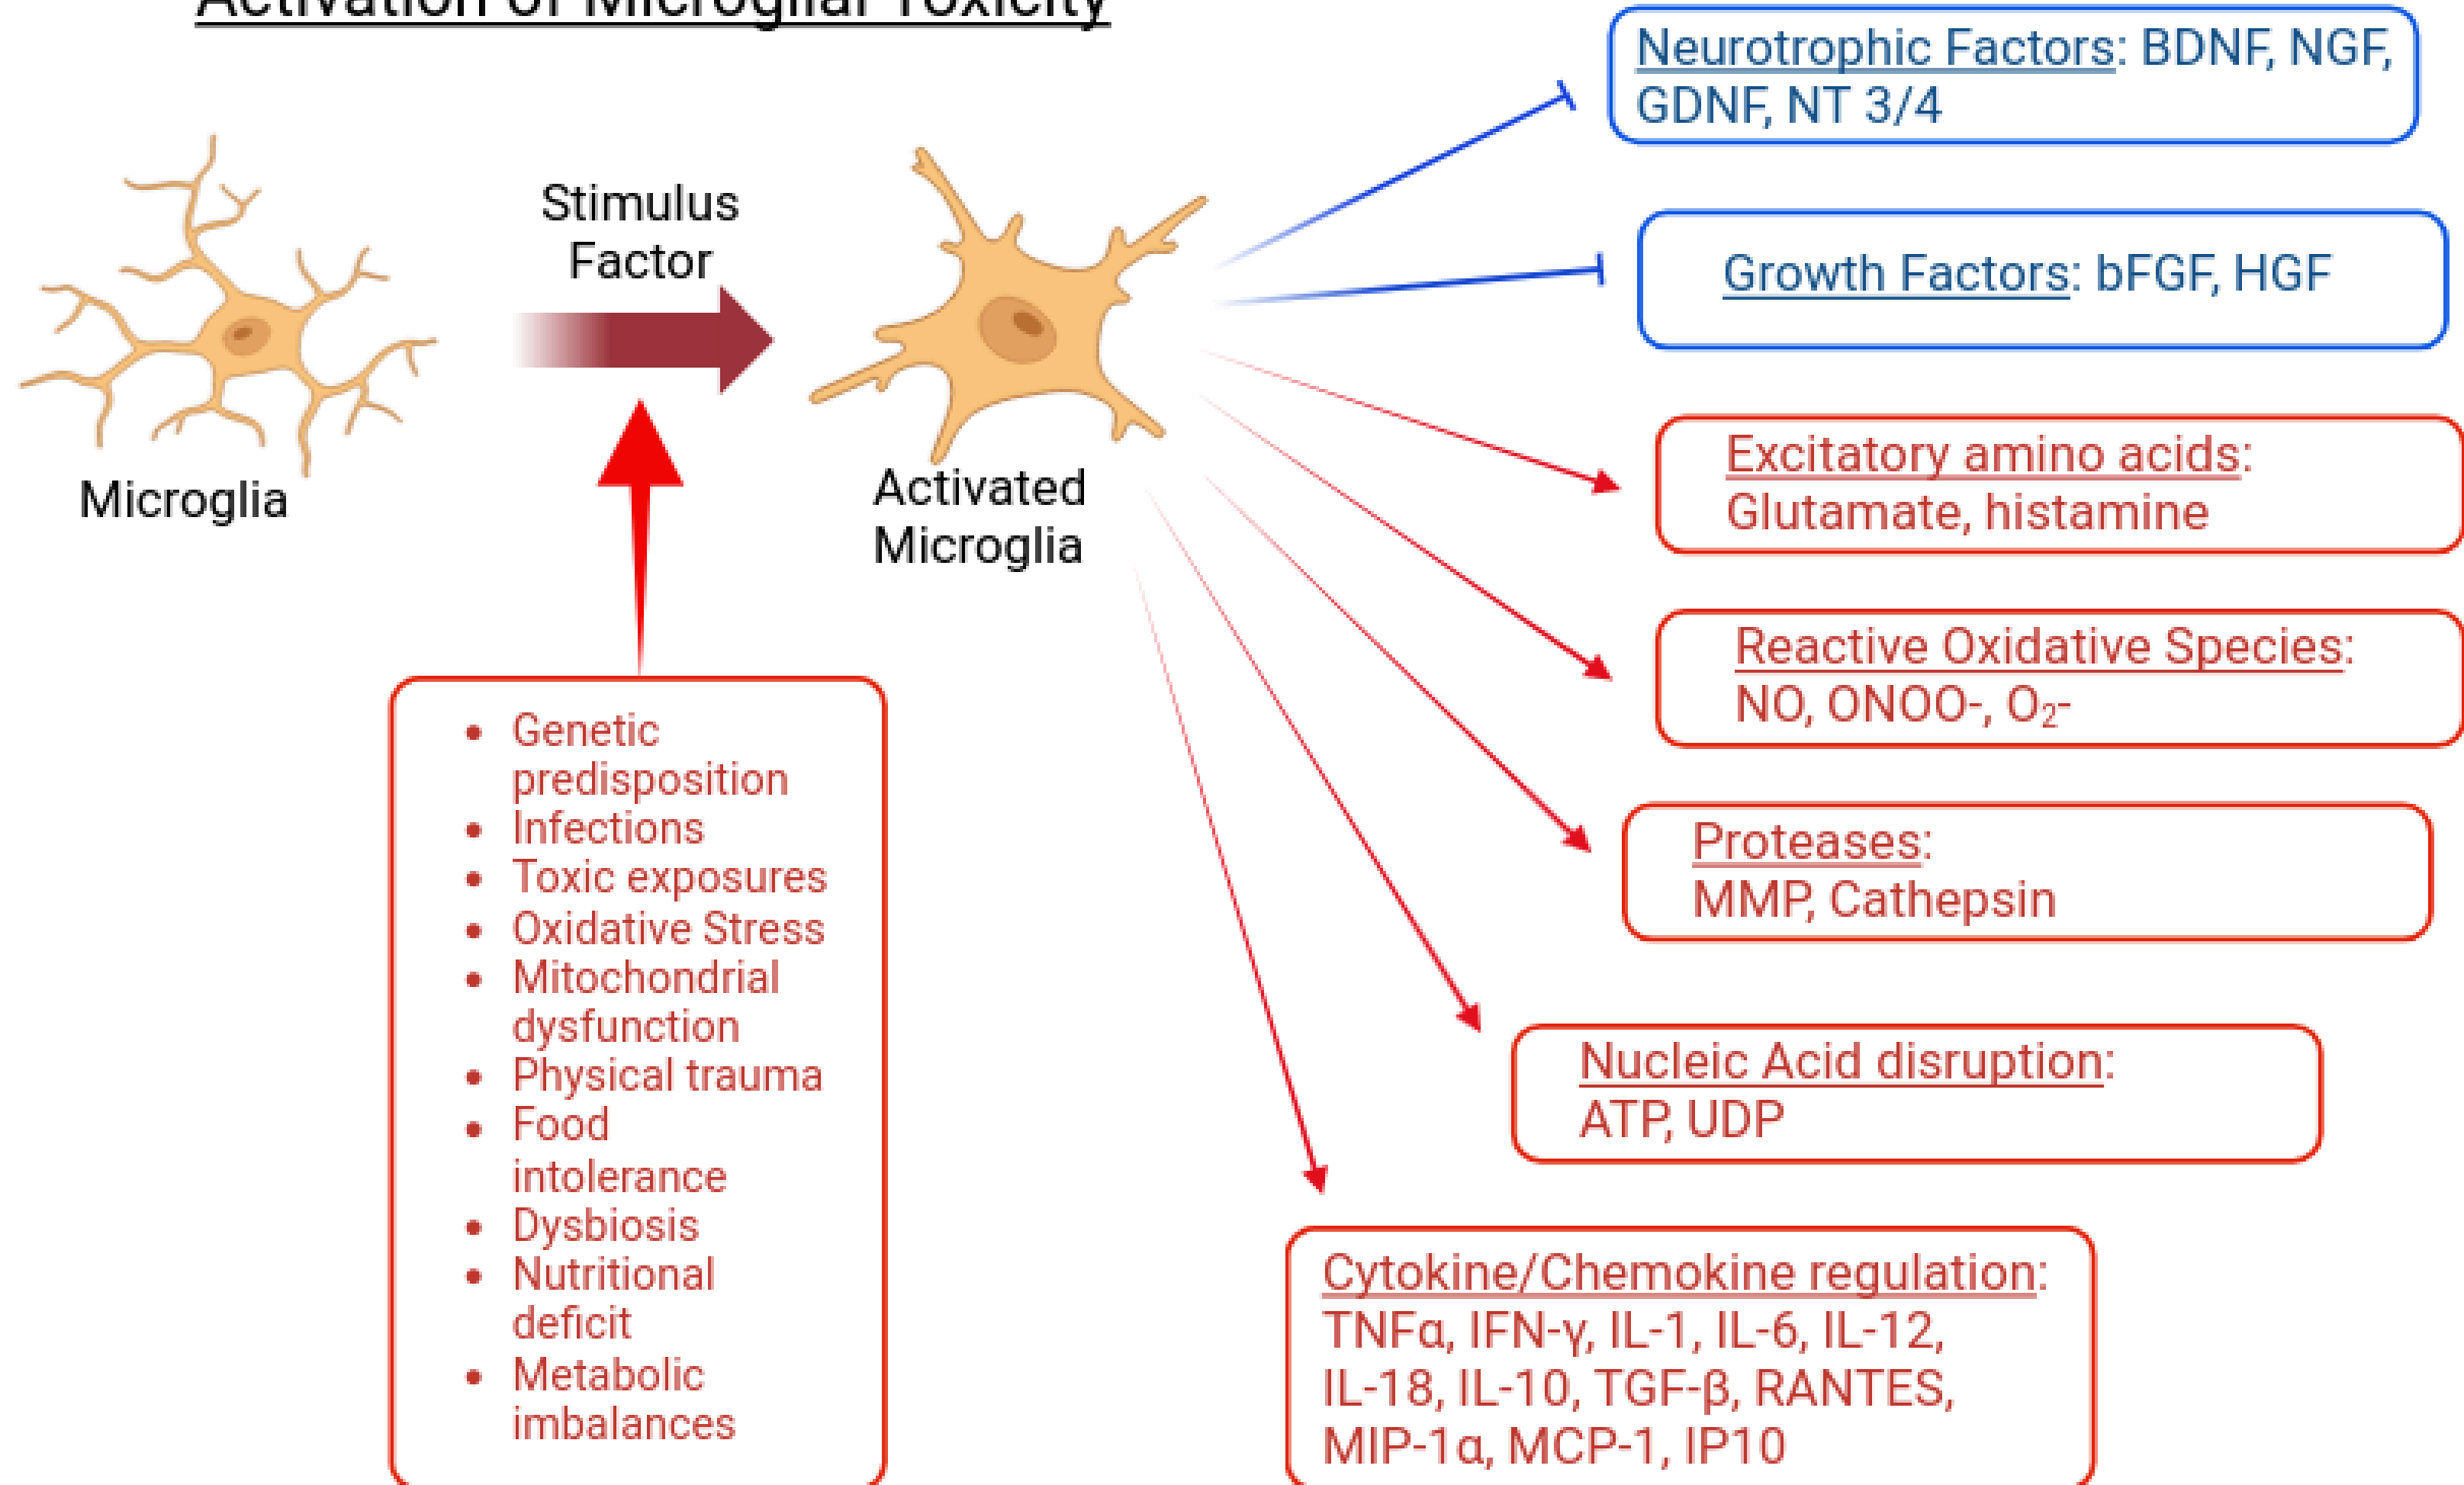 Activation of Microglial Toxicity
Stimulus
Factor
Microglia
Activated
Microglia
Genetic
predisposition
Infections
Toxic exposures
Oxidative Stress
Mitochondrial
dysfunction
Physical trauma
Food
intolerance
Dysbiosis
Nutritional
deficit
Metabolic
imbalances
Neurotrophic Factors: BDNF, NGF,
GDNF, NT 3/4
Growth Factors: bFGF, HGF
Excitatory amino acids:
Glutamate, histamine
Reactive Oxidative Species:
NO, ONOO-, O₂-
Proteases:
MMP, Cathepsin
Nucleic Acid disruption:
ATP, UDP
Cytokine/Chemokine regulation:
TNFα, IFN-γ, IL-1, IL-6, IL-12,
IL-18, IL-10, TGF-β, RANTES,
MIP-1α, MCP-1, IP10